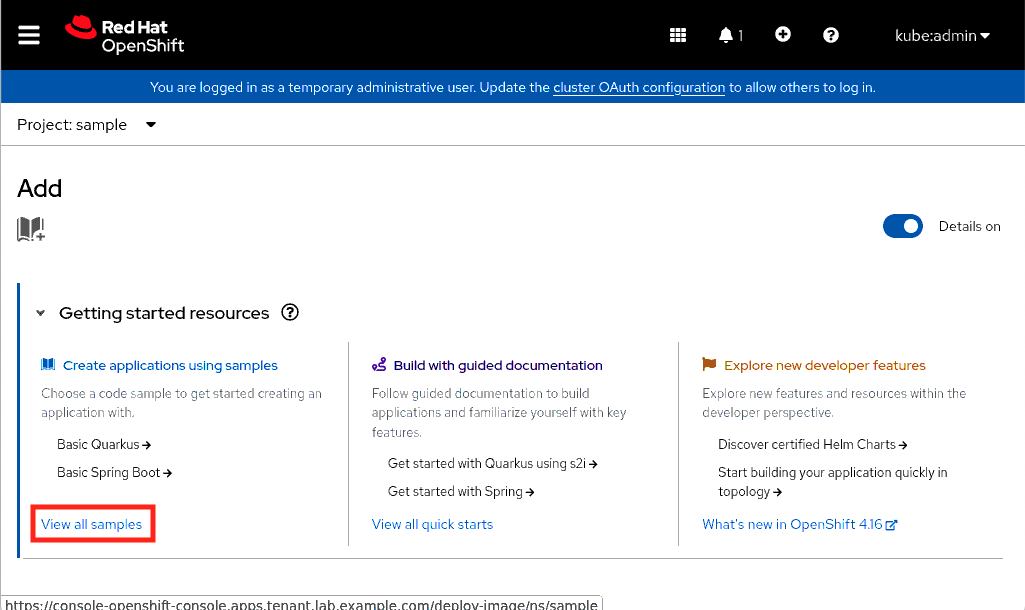 Red Hat
OpenShift
1
kube:admin
You are logged in as a temporary administrative user. Update the cluster OAuth configuration to allow others to log in.
Project: sample
Add
Details on
Getting started resources
Create applications using samples
Choose a code sample to get started creating an
application with.
Basic Quarkus →
Basic Spring Boot →
View all samples
Build with guided documentation
Follow guided documentation to build
applications and familiarize yourself with key
features.
Get started with Quarkus using s2i →
Get started with Spring →
View all quick starts
Explore new developer features
Explore new features and resources within the
developer perspective.
Discover certified Helm Charts →
Start building your application quickly in
topology →
What's new in OpenShift 4.16
https://console-openshift-console.apps.tenant.lab.example.com/deploy-image/ns/sample